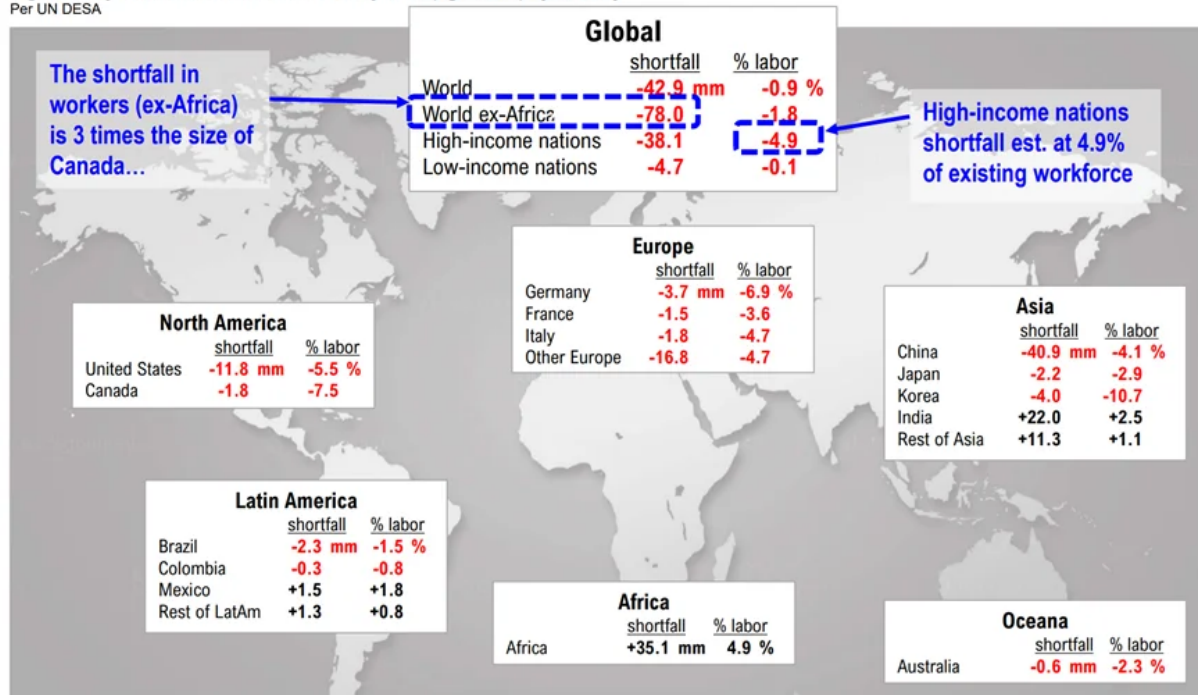 Per UN DESA
The shortfall in
workers (ex-Africa)
is 3 times the size of
Canada…
Global
shortfall % labor
World -42.9 mm -0.9 %
World ex-Africa -78.0 -1.8
High-income nations -38.1 -4.9
Low-income nations -4.7 -0.1
High-income nations
shortfall est. at 4.9%
of existing workforce
Europe
shortfall % labor
Germany -3.7 mm -6.9 %
France -1.5 -3.6
Italy -1.8 -4.7
Other Europe -16.8 -4.7
North America
shortfall % labor
United States -11.8 mm -5.5 %
Canada -1.8 -7.5
Asia
shortfall % labor
China -40.9 mm -4.1 %
Japan -2.2 -2.9
Korea -4.0 -10.7
India +22.0 +2.5
Rest of Asia +11.3 +1.1
Latin America
shortfall % labor
Brazil -2.3 mm -1.5 %
Colombia -0.3 -0.8
Mexico +1.5 +1.8
Rest of LatAm +1.3 +0.8
Africa
shortfall % labor
Africa +35.1 mm 4.9 %
Oceana
shortfall % labor
Australia -0.6 mm -2.3 %